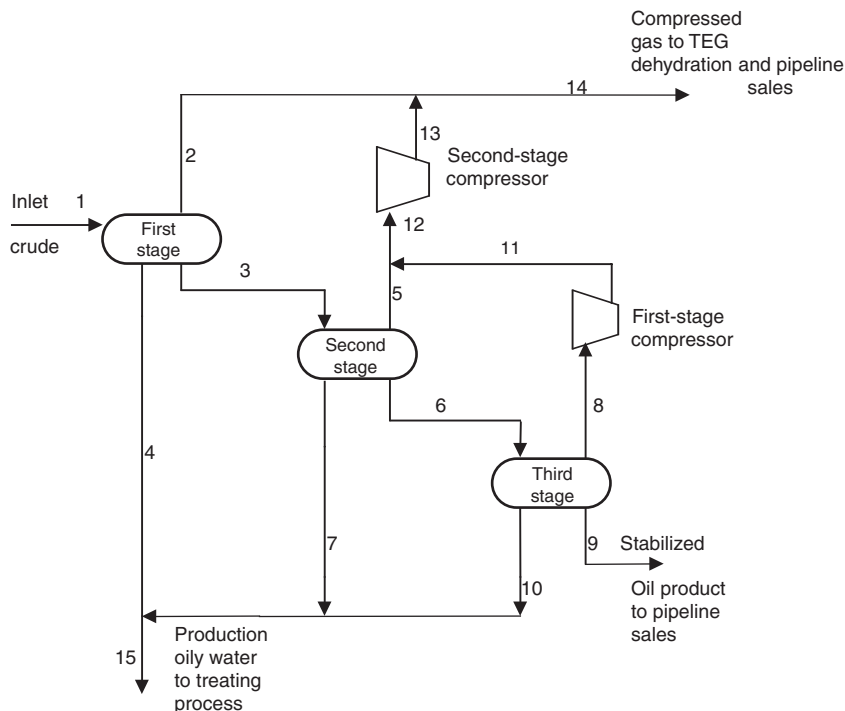 Compressed
gas to TEG
dehydration and pipeline
sales
14
13
2
Second-stage
compressor
Inlet 1
12
First
stage
crude
11
3
5
First-stage
compressor
Second
stage
6
8
4
Third
stage
7
9 Stabilized
10
Oil product
to pipeline
sales
Production
oily water
to treating
process
15